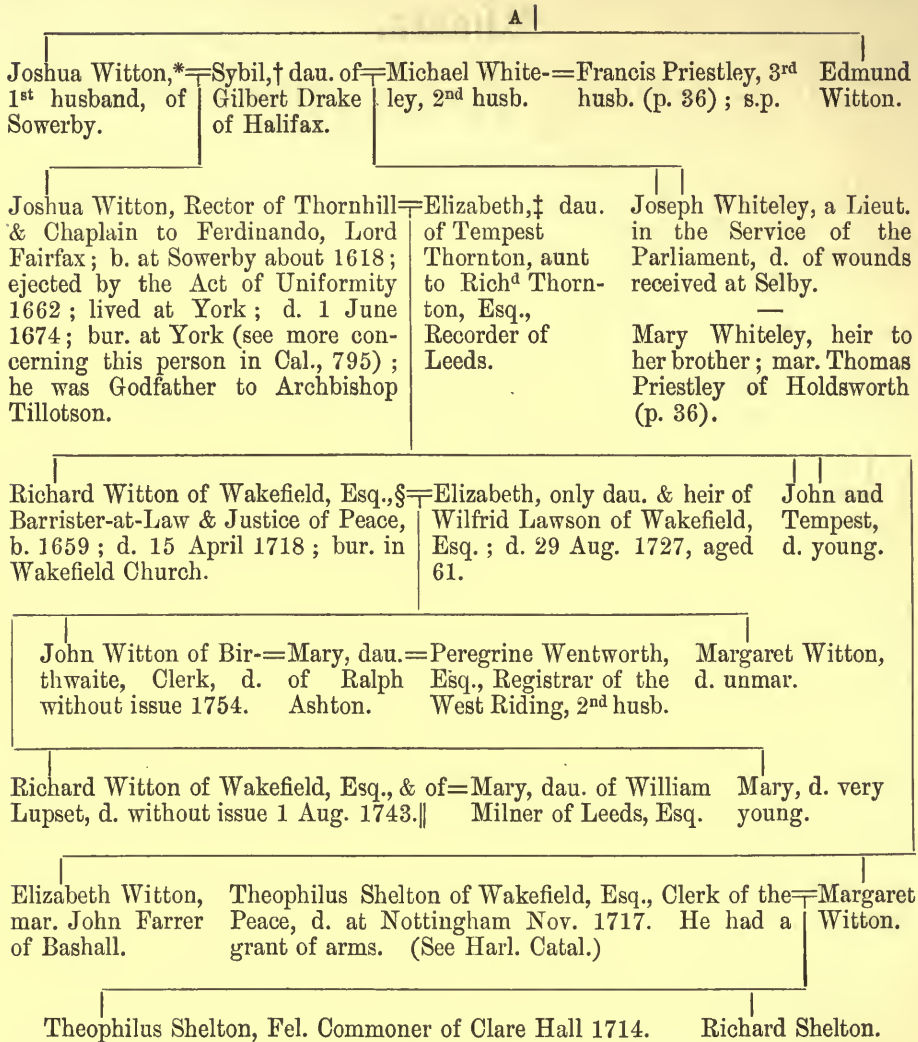 A
Joshua Witton,*=Sybil,† dau. of=Michael White-=Francis Priestley, 3rd Edmund
1st husband, of Gilbert Drake ley, 2nd husb. husb. (p. 36) ; s.p. Witton.
Sowerby. of Halifax.
Joshua Witton, Rector of Thornhill=Elizabeth,‡ dau. Joseph Whiteley, a Lieut.
& Chaplain to Ferdinando, Lord of Tempest in the Service of the
Fairfax ; b. at Sowerby about 1618 ; Thornton, aunt Parliament, d. of wounds
ejected by the Act of Uniformity to Richd Thorn- received at Selby.
1662 ; lived at York ; d. 1 June ton, Esq., —
1674 ; bur. at York (see more con- Recorder of Mary Whiteley, heir to
cerning this person in Cal., 795) ; Leeds. her brother ; mar. Thomas
he was Godfather to Archbishop Priestley of Holdsworth
Tillotson. (p. 36).
Richard Witton of Wakefield, Esq.,§=Elizabeth, only dau. & heir of John and
Barrister-at-Law & Justice of Peace, Wilfrid Lawson of Wakefield, Tempest,
b. 1659 ; d. 15 April 1718 ; bur. in Esq. ; d. 29 Aug. 1727, aged d. young.
Wakefield Church. 61.
John Witton of Bir-=Mary, dau.=Peregrine Wentworth, Margaret Witton,
thwaite, Clerk, d. of Ralph Esq., Registrar of the d. unmar.
without issue 1754. Ashton. West Riding, 2nd husb.
Richard Witton of Wakefield, Esq., & of=Mary, dau. of William Mary, d. very
Lupset, d. without issue 1 Aug. 1743.‖ Milner of Leeds, Esq. young.
Elizabeth Witton, Theophilus Shelton of Wakefield, Esq., Clerk of the=Margaret
mar. John Farrer Peace, d. at Nottingham Nov. 1717. He had a Witton.
of Bashall. grant of arms. (See Harl. Catal.)
Theophilus Shelton, Fel. Commoner of Clare Hall 1714. Richard Shelton.